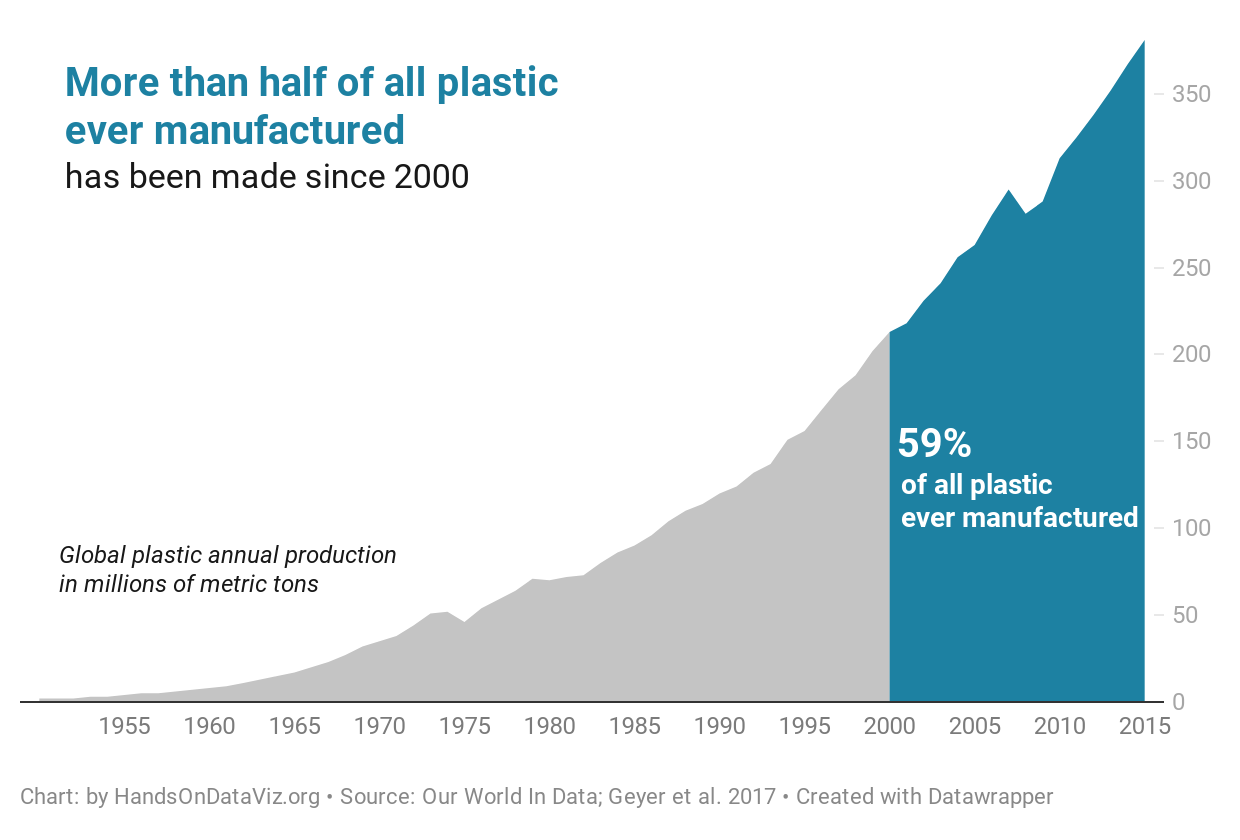 More than half of all plastic
ever manufactured
has been made since 2000
350
300
250
200
150
100
50
0
59%
of all plastic
ever manufactured
Global plastic annual production
in millions of metric tons
1955 1960 1965 1970 1975 1980 1985 1990 1995 2000 2005 2010 2015
Chart: by HandsOnDataViz.org • Source: Our World In Data; Geyer et al. 2017 • Created with Datawrapper